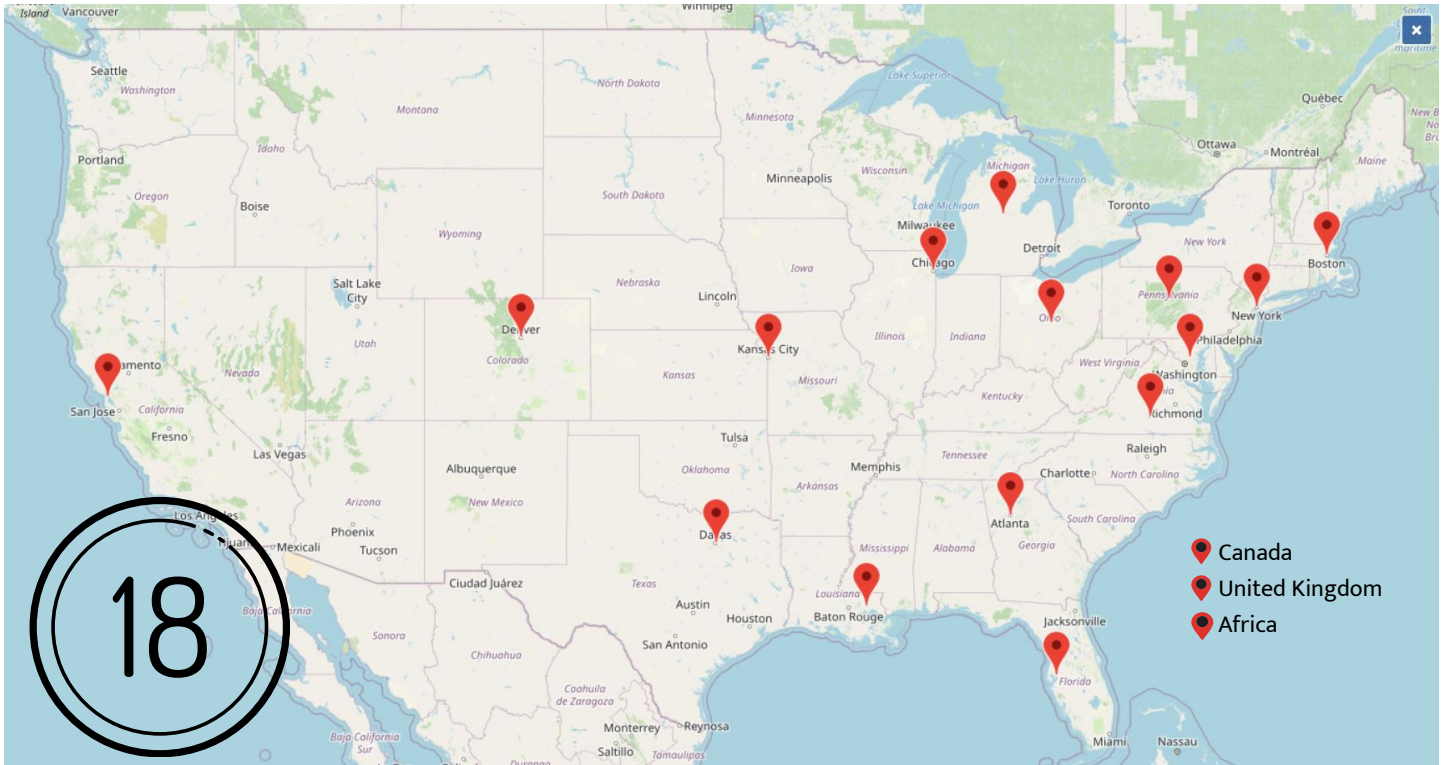 Island
Vancouver
Winnipeg
Seattle
Washington
North Dakota
Lake Superior
Montana
Minnesota
Québec
Portland
Idaho
Ottawa
Montréal
Maine
Minneapolis
Wisconsin
Michigan
Lake Huron
Oregon
Boise
South Dakota
Lake Michigan
Toronto
Wyoming
Milwaukee
Detroit
New York
Iowa
Chicago
Boston
Salt Lake
City
Nebraska
Lincoln
Pennsylvania
New York
Denver
Ohio
Utah
Illinois
Indiana
Philadelphia
Kansas City
Colorado
Nevada
Kansas
Missouri
West Virginia
Washington
amento
San Jose
California
Kentucky
Richmond
Fresno
Las Vegas
Tulsa
Raleigh
Albuquerque
Oklahoma
Memphis
Tennessee
Charlotte
North Carolina
Arizona
New Mexico
Arkansas
Los Angeles
Phoenix
Atlanta
South Carolina
Mexicali
Tucson
Dallas
Mississippi
Alabama
Georgia
Canada
Ciudad Juárez
Texas
Louisiana
United Kingdom
18
Baja California
Austin
Houston
Baton Rouge
Jacksonville
Africa
Sonora
San Antonio
Chihuahua
Florida
Coahuila
de Zaragoza
Monterrey
Reynosa
Baja California
Sur
Saltillo
Tamaulipas
Miami
Nassau